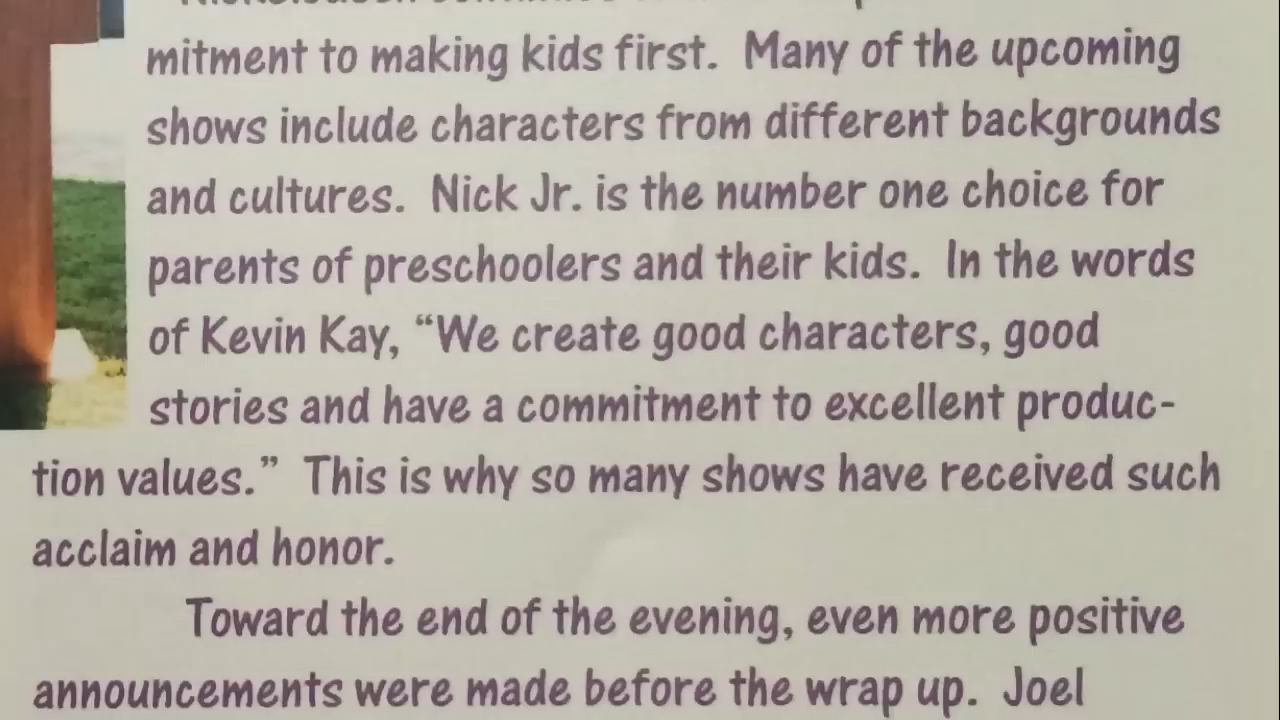 mitment to making kids first. Many of the upcoming
shows include characters from different backgrounds
and cultures. Nick Jr. is the number one choice for
parents of preschoolers and their kids. In the words
of Kevin Kay, “We create good characters, good
stories and have a commitment to excellent produc-
tion values.” This is why so many shows have received such
acclaim and honor.
Toward the end of the evening, even more positive
announcements were made before the wrap up. Joel